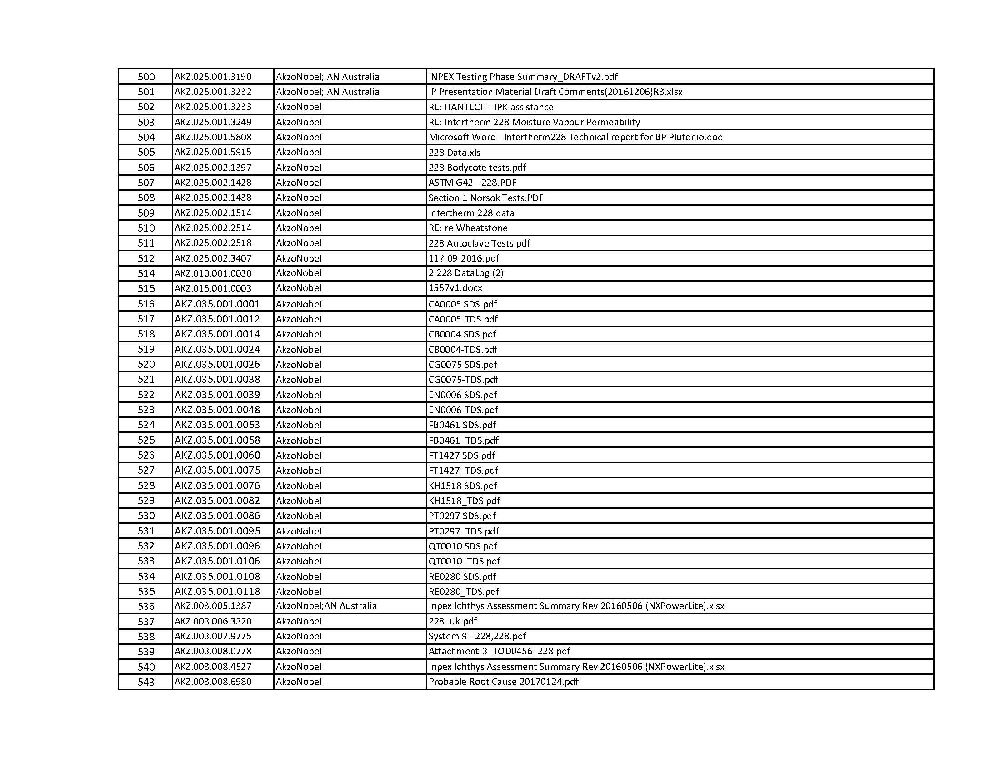 500 AKZ.025.001.3190 AkzoNobel; AN Australia INPEX Testing Phase Summary_DRAFTv2.pdf
501 AKZ.025.001.3232 AkzoNobel; AN Australia IP Presentation Material Draft Comments(20161206)R3.xlsx
502 AKZ.025.001.3233 AkzoNobel RE: HANTECH - IPK assistance
503 AKZ.025.001.3249 AkzoNobel RE: Intertherm 228 Moisture Vapour Permeability
504 AKZ.025.001.5808 AkzoNobel Microsoft Word - Intertherm228 Technical report for BP Plutonio.doc
505 AKZ.025.001.5915 AkzoNobel 228 Data.xls
506 AKZ.025.002.1397 AkzoNobel 228 Bodycote tests.pdf
507 AKZ.025.002.1428 AkzoNobel ASTM G42 - 228.PDF
508 AKZ.025.002.1438 AkzoNobel Section 1 Norsok Tests.PDF
509 AKZ.025.002.1514 AkzoNobel Intertherm 228 data
510 AKZ.025.002.2514 AkzoNobel RE: re Wheatstone
511 AKZ.025.002.2518 AkzoNobel 228 Autoclave Tests.pdf
512 AKZ.025.002.3407 AkzoNobel 11?-09-2016.pdf
514 AKZ.010.001.0030 AkzoNobel 2.228 DataLog (2)
515 AKZ.015.001.0003 AkzoNobel 1557v1.docx
516 AKZ.035.001.0001 AkzoNobel CA0005 SDS.pdf
517 AKZ.035.001.0012 AkzoNobel CA0005-TDS.pdf
518 AKZ.035.001.0014 AkzoNobel CB0004 SDS.pdf
519 AKZ.035.001.0024 AkzoNobel CB0004-TDS.pdf
520 AKZ.035.001.0026 AkzoNobel CG0075 SDS.pdf
521 AKZ.035.001.0038 AkzoNobel CG0075-TDS.pdf
522 AKZ.035.001.0039 AkzoNobel EN0006 SDS.pdf
523 AKZ.035.001.0048 AkzoNobel EN0006-TDS.pdf
524 AKZ.035.001.0053 AkzoNobel FB0461 SDS.pdf
525 AKZ.035.001.0058 AkzoNobel FB0461_TDS.pdf
526 AKZ.035.001.0060 AkzoNobel FT1427 SDS.pdf
527 AKZ.035.001.0075 AkzoNobel FT1427_TDS.pdf
528 AKZ.035.001.0076 AkzoNobel KH1518 SDS.pdf
529 AKZ.035.001.0082 AkzoNobel KH1518_TDS.pdf
530 AKZ.035.001.0086 AkzoNobel PT0297 SDS.pdf
531 AKZ.035.001.0095 AkzoNobel PT0297_TDS.pdf
532 AKZ.035.001.0096 AkzoNobel QT0010 SDS.pdf
533 AKZ.035.001.0106 AkzoNobel QT0010_TDS.pdf
534 AKZ.035.001.0108 AkzoNobel RE0280 SDS.pdf
535 AKZ.035.001.0118 AkzoNobel RE0280_TDS.pdf
536 AKZ.003.005.1387 AkzoNobel;AN Australia Inpex Ichthys Assessment Summary Rev 20160506 (NXPowerLite).xlsx
537 AKZ.003.006.3320 AkzoNobel 228_uk.pdf
538 AKZ.003.007.9775 AkzoNobel System 9 - 228,228.pdf
539 AKZ.003.008.0778 AkzoNobel Attachment-3_TOD0456_228.pdf
540 AKZ.003.008.4527 AkzoNobel Inpex Ichthys Assessment Summary Rev 20160506 (NXPowerLite).xlsx
543 AKZ.003.008.6980 AkzoNobel Probable Root Cause 20170124.pdf